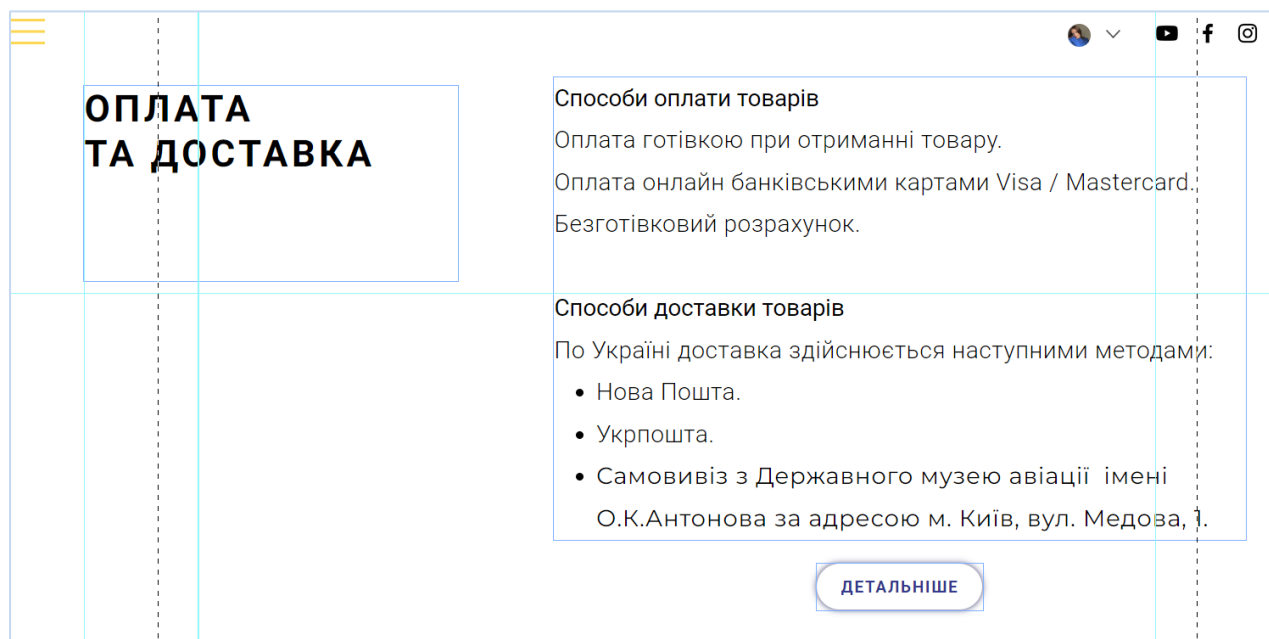 ОПЛАТА
ТА ДОСТАВКА
Способи оплати товарів
Оплата готівкою при отриманні товару.
Оплата онлайн банківськими картами Visa / Mastercard.
Безготівковий розрахунок.
Способи доставки товарів
По Україні доставка здійснюється наступними методами:
• Нова Пошта.
• Укрпошта.
• Самовивіз з Державного музею авіації  імені
О.К.Антонова за адресою м. Київ, вул. Медова, 1.
ДЕТАЛЬНІШЕ